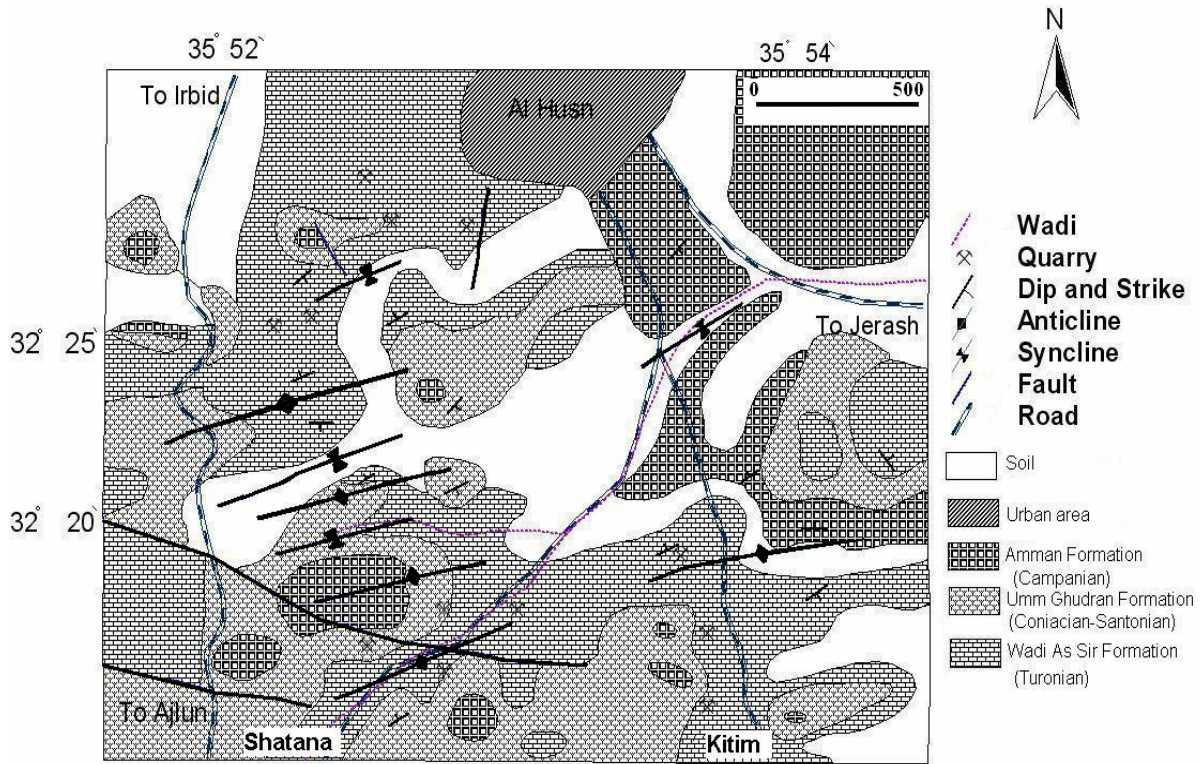 35° 52`
35° 54`
N
To Irbid
Al Husn
0 500
Wadi
Quarry
Dip and Strike
Anticline
Syncline
Fault
Road
32° 25`
To Jerash
Soil
32° 20`
Urban area
Amman Formation
(Campanian)
Umm Ghudran Formation
(Coniacian-Santonian)
Wadi As Sir Formation
(Turonian)
To Ajlun
Shatana
Kitim